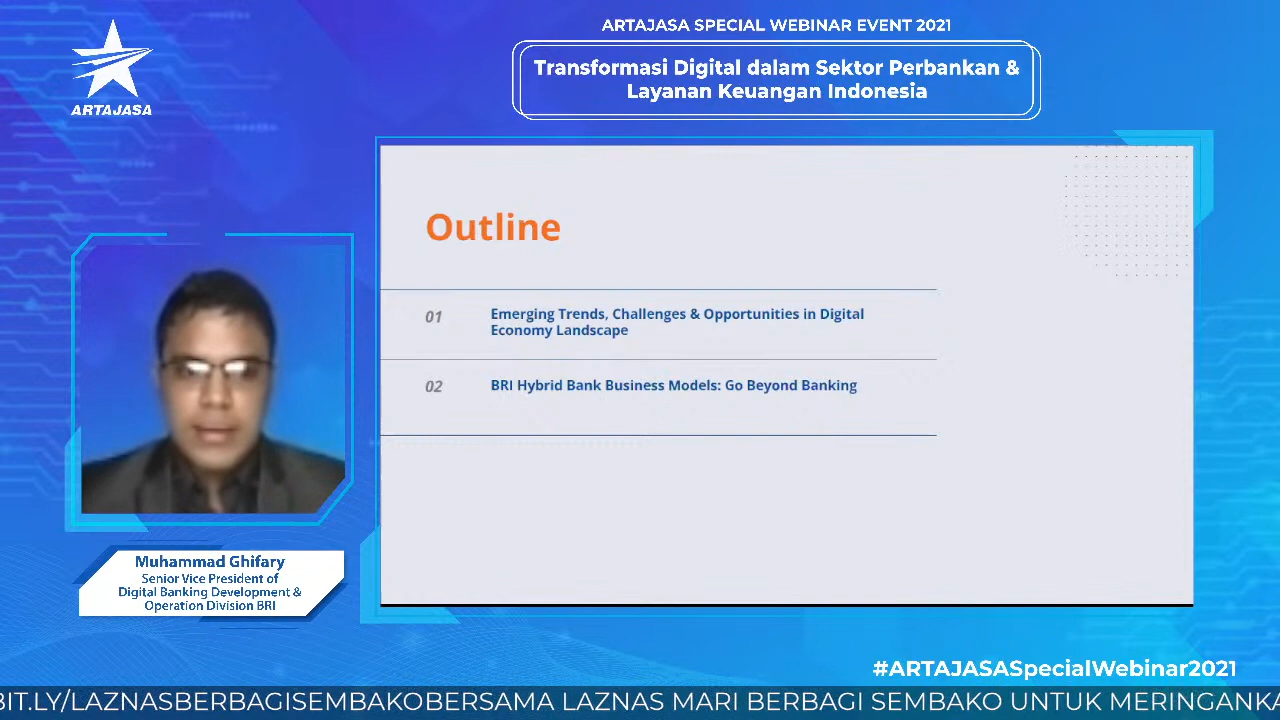 ARTAJASA SPECIAL WEBINAR EVENT 2021
Transformasi Digital dalam Sektor Perbankan &
Layanan Keuangan Indonesia
ARTAJASA
Outline
01 Emerging Trends, Challenges & Opportunities in Digital
Economy Landscape
02 BRI Hybrid Bank Business Models: Go Beyond Banking
Muhammad Ghifary
Senior Vice President of
Digital Banking Development &
Operation Division BRI
#ARTAJASASpecialWebinar2021
BIT.LY/LAZNASBERBAGISEMBAKOBERSAMA LAZNAS MARI BERBAGI SEMBAKO UNTUK MERINGANKA